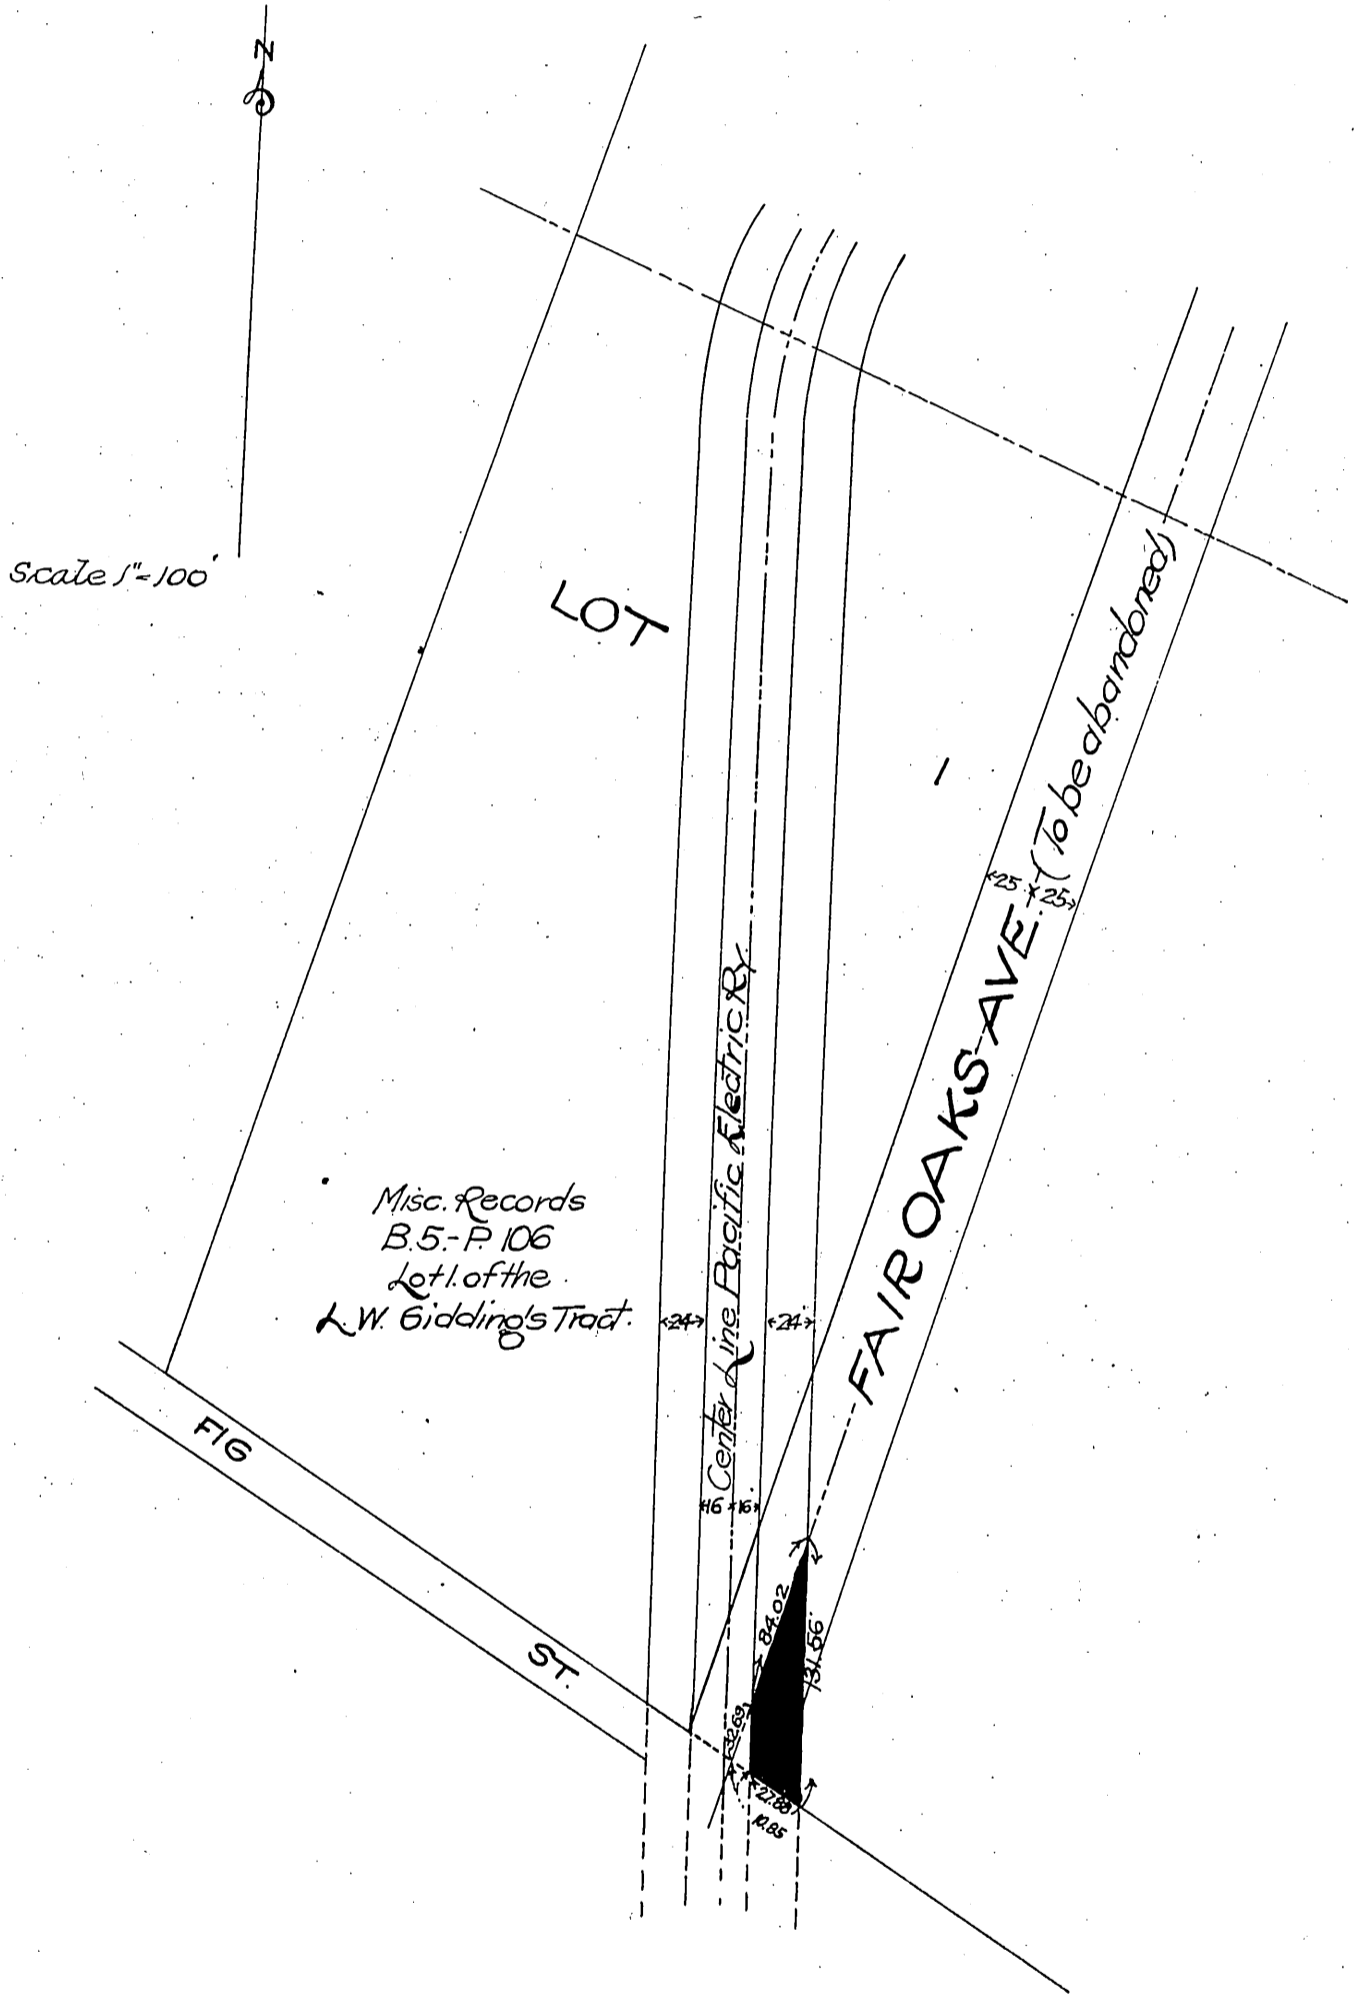 N
Scale 1"=100'
LOT
1
FAIR OAKS AVE. (To be abandoned)
25 25
Center Line Pacific Electric Ry.
Misc. Records
B.5.-P. 106
Lot 1. of the
L.W. Gidding's Tract.
24 24
16 16
FIG ST.
84.02
131.56
32.69
27.88
10.85